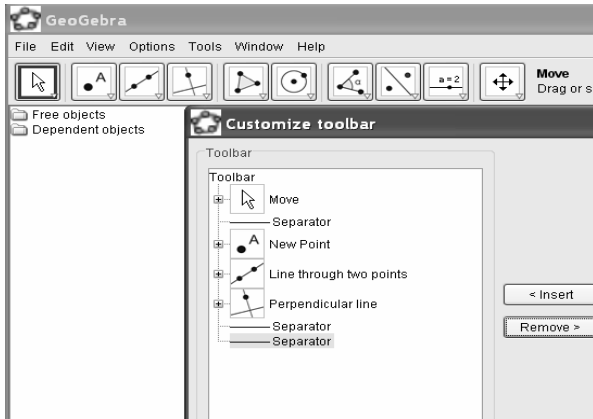 GeoGebra
File Edit View Options Tools Window Help
A a = 2 Move
Drag or s
Free objects
Dependent objects
Customize toolbar
Toolbar
Toolbar
Move
Separator
A New Point
Line through two points
Perpendicular line
Separator
Separator
< Insert
Remove >